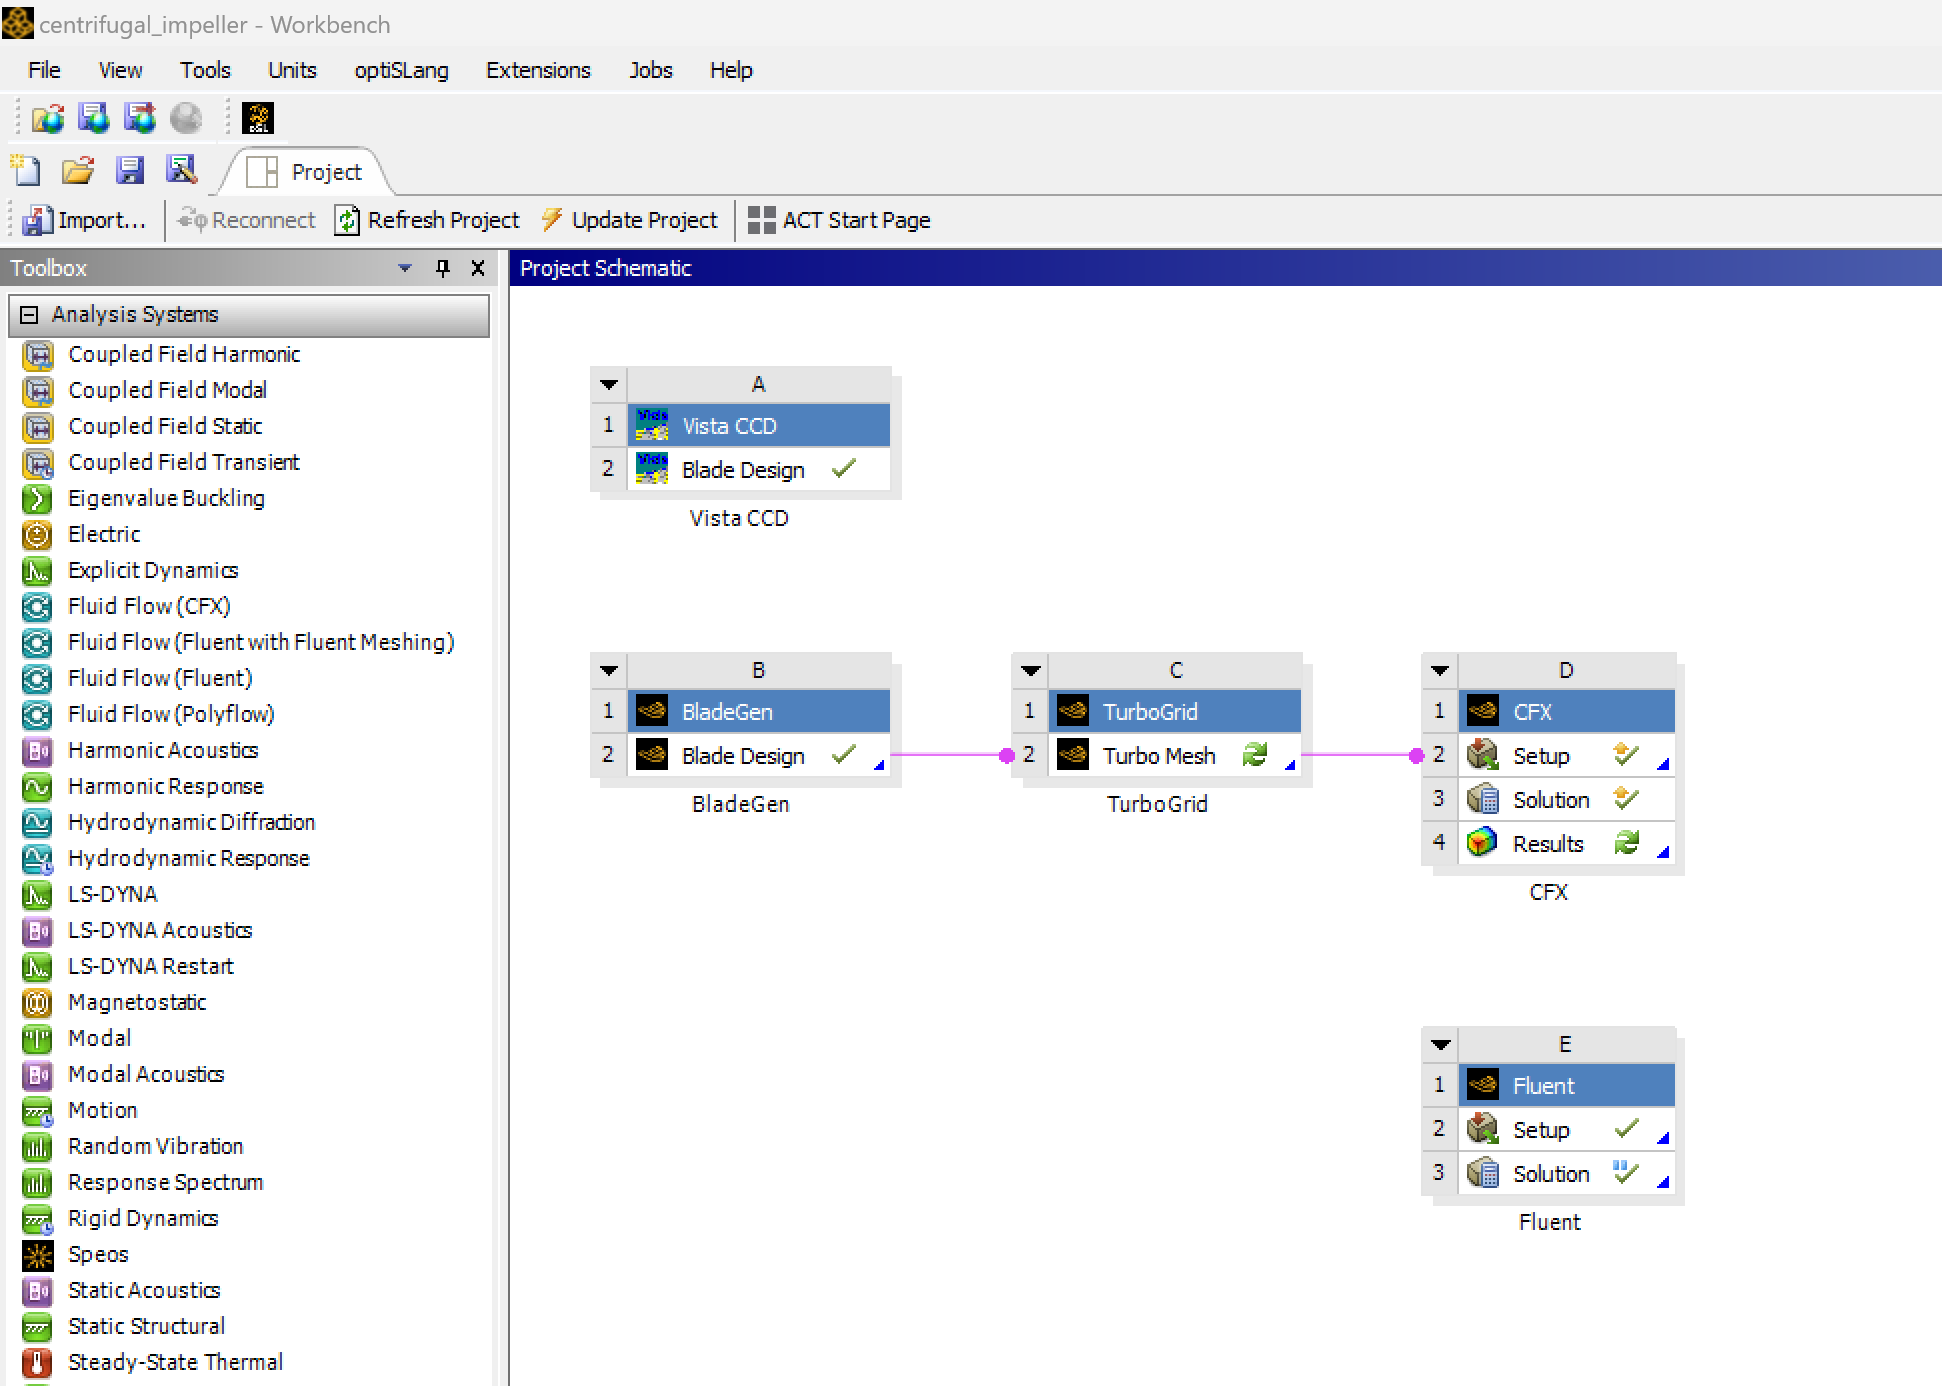 centrifugal_impeller - Workbench
File View Tools Units optiSLang Extensions Jobs Help
Project
Import... Reconnect Refresh Project Update Project ACT Start Page
Toolbox
Project Schematic
Analysis Systems
Coupled Field Harmonic
Coupled Field Modal
Coupled Field Static
Coupled Field Transient
Eigenvalue Buckling
Electric
Explicit Dynamics
Fluid Flow (CFX)
Fluid Flow (Fluent with Fluent Meshing)
Fluid Flow (Fluent)
Fluid Flow (Polyflow)
Harmonic Acoustics
Harmonic Response
Hydrodynamic Diffraction
Hydrodynamic Response
LS-DYNA
LS-DYNA Acoustics
LS-DYNA Restart
Magnetostatic
Modal
Modal Acoustics
Motion
Random Vibration
Response Spectrum
Rigid Dynamics
Speos
Static Acoustics
Static Structural
Steady-State Thermal
A
1 Vista CCD
2 Blade Design
Vista CCD
B
1 BladeGen
2 Blade Design
BladeGen
C
1 TurboGrid
2 Turbo Mesh
TurboGrid
D
1 CFX
2 Setup
3 Solution
4 Results
CFX
E
1 Fluent
2 Setup
3 Solution
Fluent